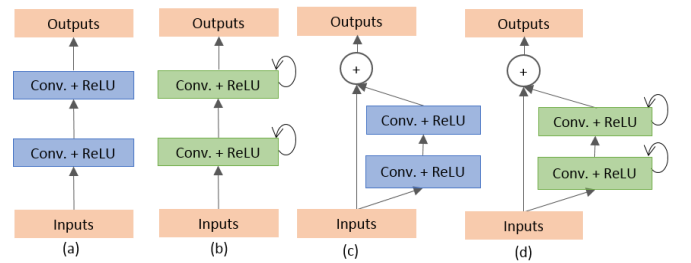 Outputs
Conv. + ReLU
Conv. + ReLU
Inputs
(a)
Outputs
Conv. + ReLU
Conv. + ReLU
Inputs
(b)
Outputs
+
Conv. + ReLU
Conv. + ReLU
Inputs
(c)
Outputs
+
Conv. + ReLU
Conv. + ReLU
Inputs
(d)